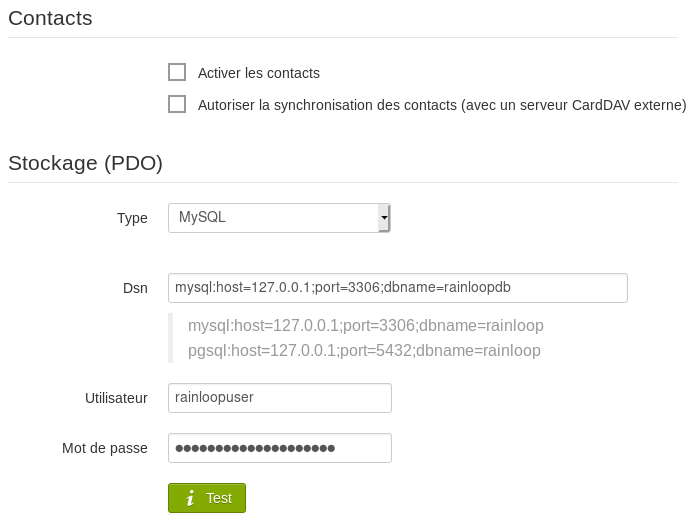 Contacts
Activer les contacts
Autoriser la synchronisation des contacts (avec un serveur CardDAV externe)
Stockage (PDO)
Type MySQL
Dsn mysql:host=127.0.0.1;port=3306;dbname=rainloopdb
mysql:host=127.0.0.1;port=3306;dbname=rainloop
pgsql:host=127.0.0.1;port=5432;dbname=rainloop
Utilisateur rainloopuser
Mot de passe ●●●●●●●●●●●●●●●●●●●●
i Test